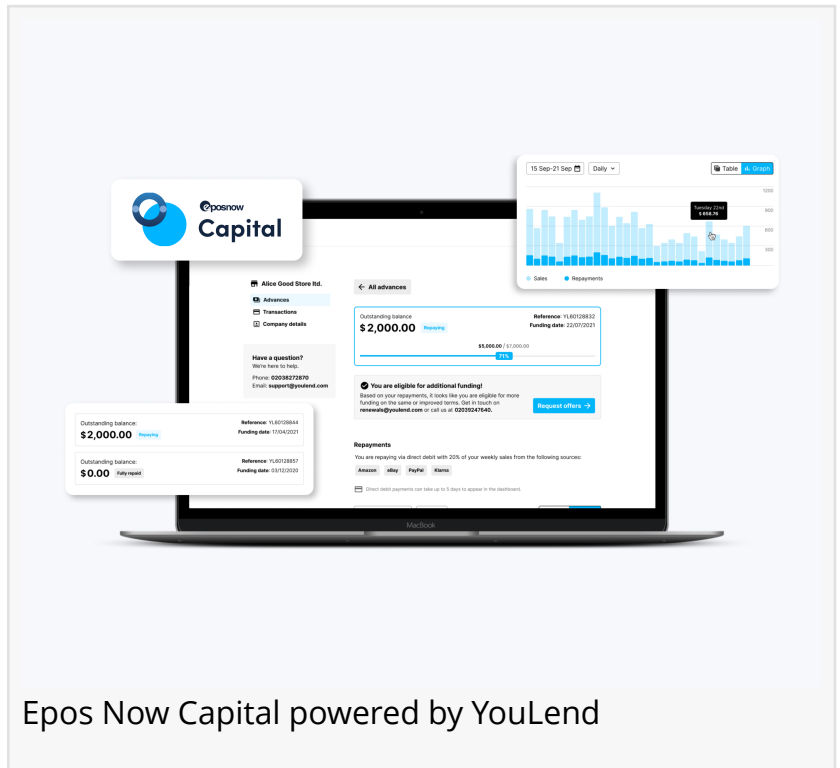 eposnow
Capital
15 Sep-21 Sep
Daily
Table
Graph
1200
900
600
300
Tuesday 22nd
$ 658.76
Sales
Repayments
Alice Good Store ltd.
Advances
Transactions
Company details
Have a question?
We're here to help.
Phone: 02038272870
Email: support@youlend.com
All advances
Outstanding balance
$2,000.00 Repaying
Reference: YL60128832
Funding date: 22/07/2021
$5,000.00 / $7,000.00
71%
You are eligible for additional funding!
Based on your repayments, it looks like you are eligible for more
funding on the same or improved terms. Get in touch on
renewals@youlend.com or call us at 02039247640.
Request offers
Outstanding balance:
$2,000.00 Repaying
Reference: YL60128844
Funding date: 17/04/2021
Outstanding balance:
$0.00 Fully repaid
Reference: YL60128857
Funding date: 03/12/2020
Repayments
You are repaying via direct debit with 20% of your weekly sales from the following sources:
Amazon eBay PayPal Klarna
Direct debit payments can take up to 5 days to appear in the dashboard.
MacBook
Epos Now Capital powered by YouLend